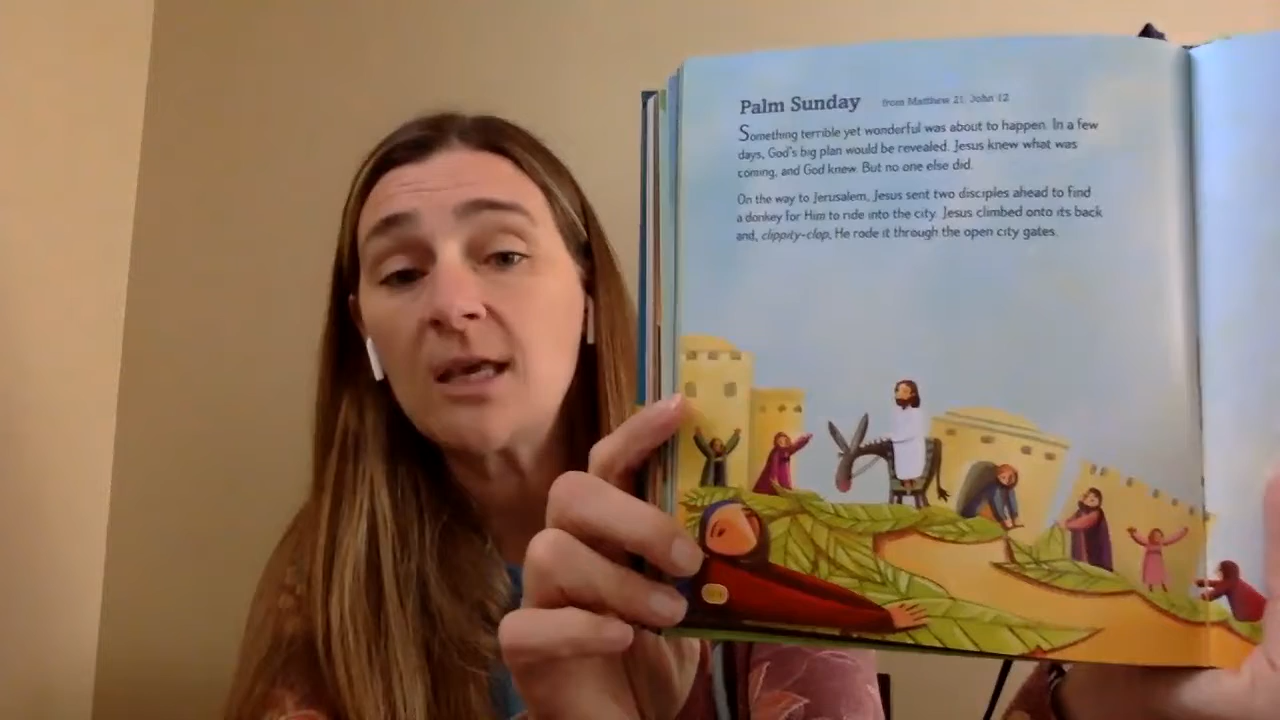 Palm Sunday from Matthew 21, John 12
Something terrible yet wonderful was about to happen. In a few
days, God's big plan would be revealed. Jesus knew what was
coming, and God knew. But no one else did.
On the way to Jerusalem, Jesus sent two disciples ahead to find
a donkey for Him to ride into the city. Jesus climbed onto its back
and, clippity-clop, He rode it through the open city gates.